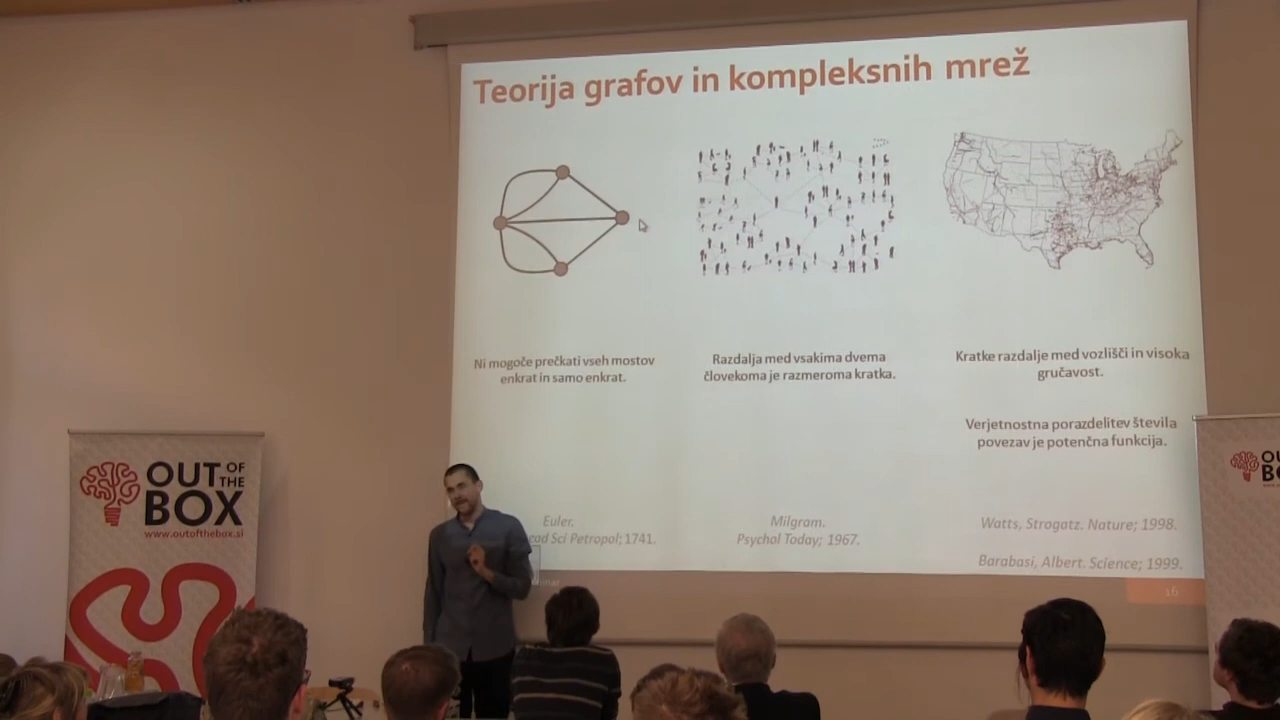 Teorija grafov in kompleksnih mrež
Ni mogoče prečkati vseh mostov
enkrat in samo enkrat.
Razdalja med vsakima dvema
človekoma je razmeroma kratka.
Kratke razdalje med vozlišči in visoka
gručavost.
Verjetnostna porazdelitev števila
povezav je potenčna funkcija.
Euler.
Sci Petropol; 1741.
Milgram.
Psychol Today; 1967.
Watts, Strogatz. Nature; 1998.
Barabasi, Albert. Science; 1999.
16
OUT OF
THE
BOX
www.outofthebox.si